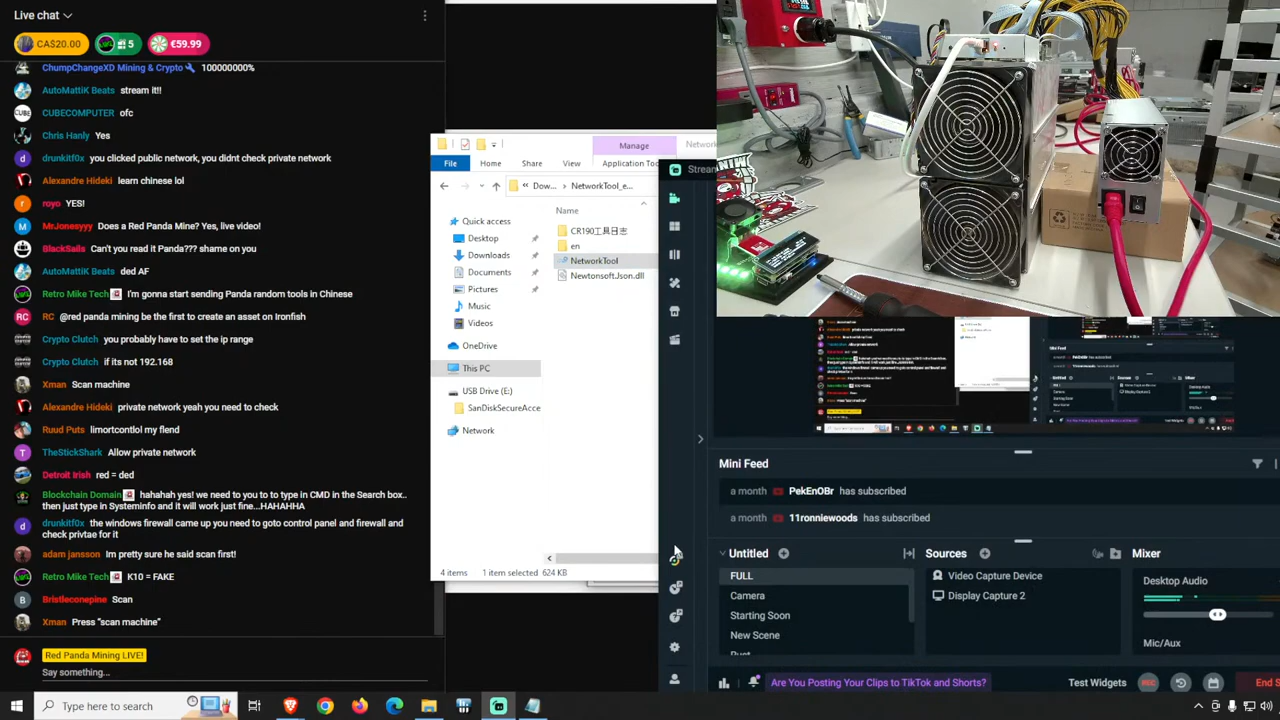 Live chat
CA$20.00
5
€59.99
ChumpChangeXD Mining & Crypto 100000000%
AutoMattiK Beats stream it!!
CUBECOMPUTER ofc
Chris Hanly Yes
drunkitf0x you clicked public network, you didnt check private network
Alexandre Hideki learn chinese lol
royo YES!
MrJonesyyy Does a Red Panda Mine? Yes, live video!
BlackSails Can't you read it Panda??? shame on you
AutoMattiK Beats ded AF
Retro Mike Tech I'm gonna start sending Panda random tools in Chinese
RC @red panda mining be the first to create an asset on Ironfish
Crypto Clutch you may have to set the ip range
Crypto Clutch if its not x.x.1.x/8
Xman Scan machine
Alexandre Hideki private network yeah you need to check
Ruud Puts limortcoin my fiend
TheStickShark Allow private network
Detroit Irish red = ded
Blockchain Domain hahahah yes! we need to you to type in CMD in the Search box..
then just type in Systeminfo and it will work just fine...HAHAHHA
drunkitf0x the windows firewall came up you need to goto control panel and firewall and
check privtae for it
adam jansson Im pretty sure he said scan first!
Retro Mike Tech K10 = FAKE
Bristleconepine Scan
Xman Press "scan machine"
Red Panda Mining LIVE!
Say something...
Manage
Network
File
Home
Share
View
Application Too
Dow...
NetworkTool_e...
Quick access
Desktop
Downloads
Documents
Pictures
Music
Videos
OneDrive
This PC
USB Drive (E:)
SanDiskSecureAcce
Network
Name
CR190工具日志
en
NetworkTool
Newtonsoft.Json.dll
4 items
1 item selected
624 KB
Stream
Mini Feed
a month PekEnOBr has subscribed
a month 11ronniewoods has subscribed
Untitled
FULL
Camera
Starting Soon
New Scene
Sources
Video Capture Device
Display Capture 2
Mixer
Desktop Audio
Mic/Aux
Are You Posting Your Clips to TikTok and Shorts?
Test Widgets
REC
End S
Type here to search